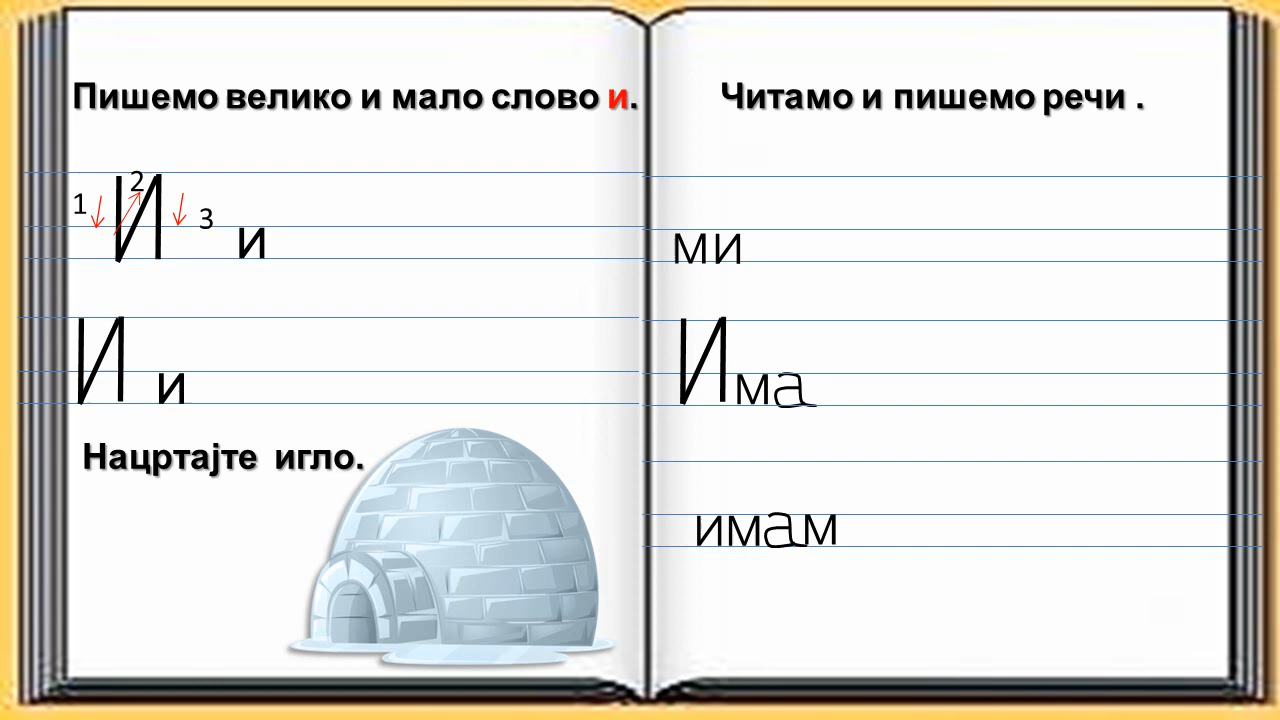 Пишемо велико и мало слово и.
1 2 И 3 и
И и
Нацртајте игло.
Читамо и пишемо речи .
ми
Има
имам